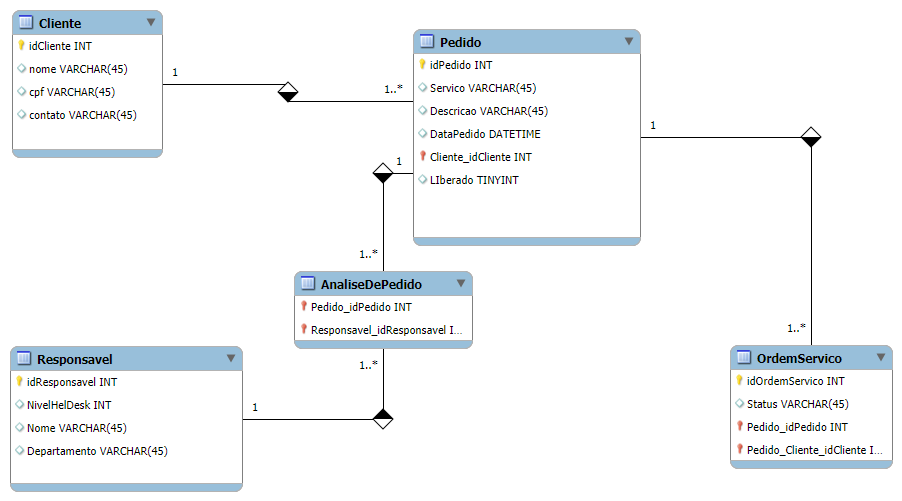 Cliente
idCliente INT
nome VARCHAR(45)
cpf VARCHAR(45)
contato VARCHAR(45)
1
1..*
Pedido
idPedido INT
Servico VARCHAR(45)
Descricao VARCHAR(45)
DataPedido DATETIME
Cliente_idCliente INT
LIberado TINYINT
1
1..*
1
1..*
AnaliseDePedido
Pedido_idPedido INT
Responsavel_idResponsavel I...
1..*
1
Responsavel
idResponsavel INT
NivelHelDesk INT
Nome VARCHAR(45)
Departamento VARCHAR(45)
OrdemServico
idOrdemServico INT
Status VARCHAR(45)
Pedido_idPedido INT
Pedido_Cliente_idCliente I...